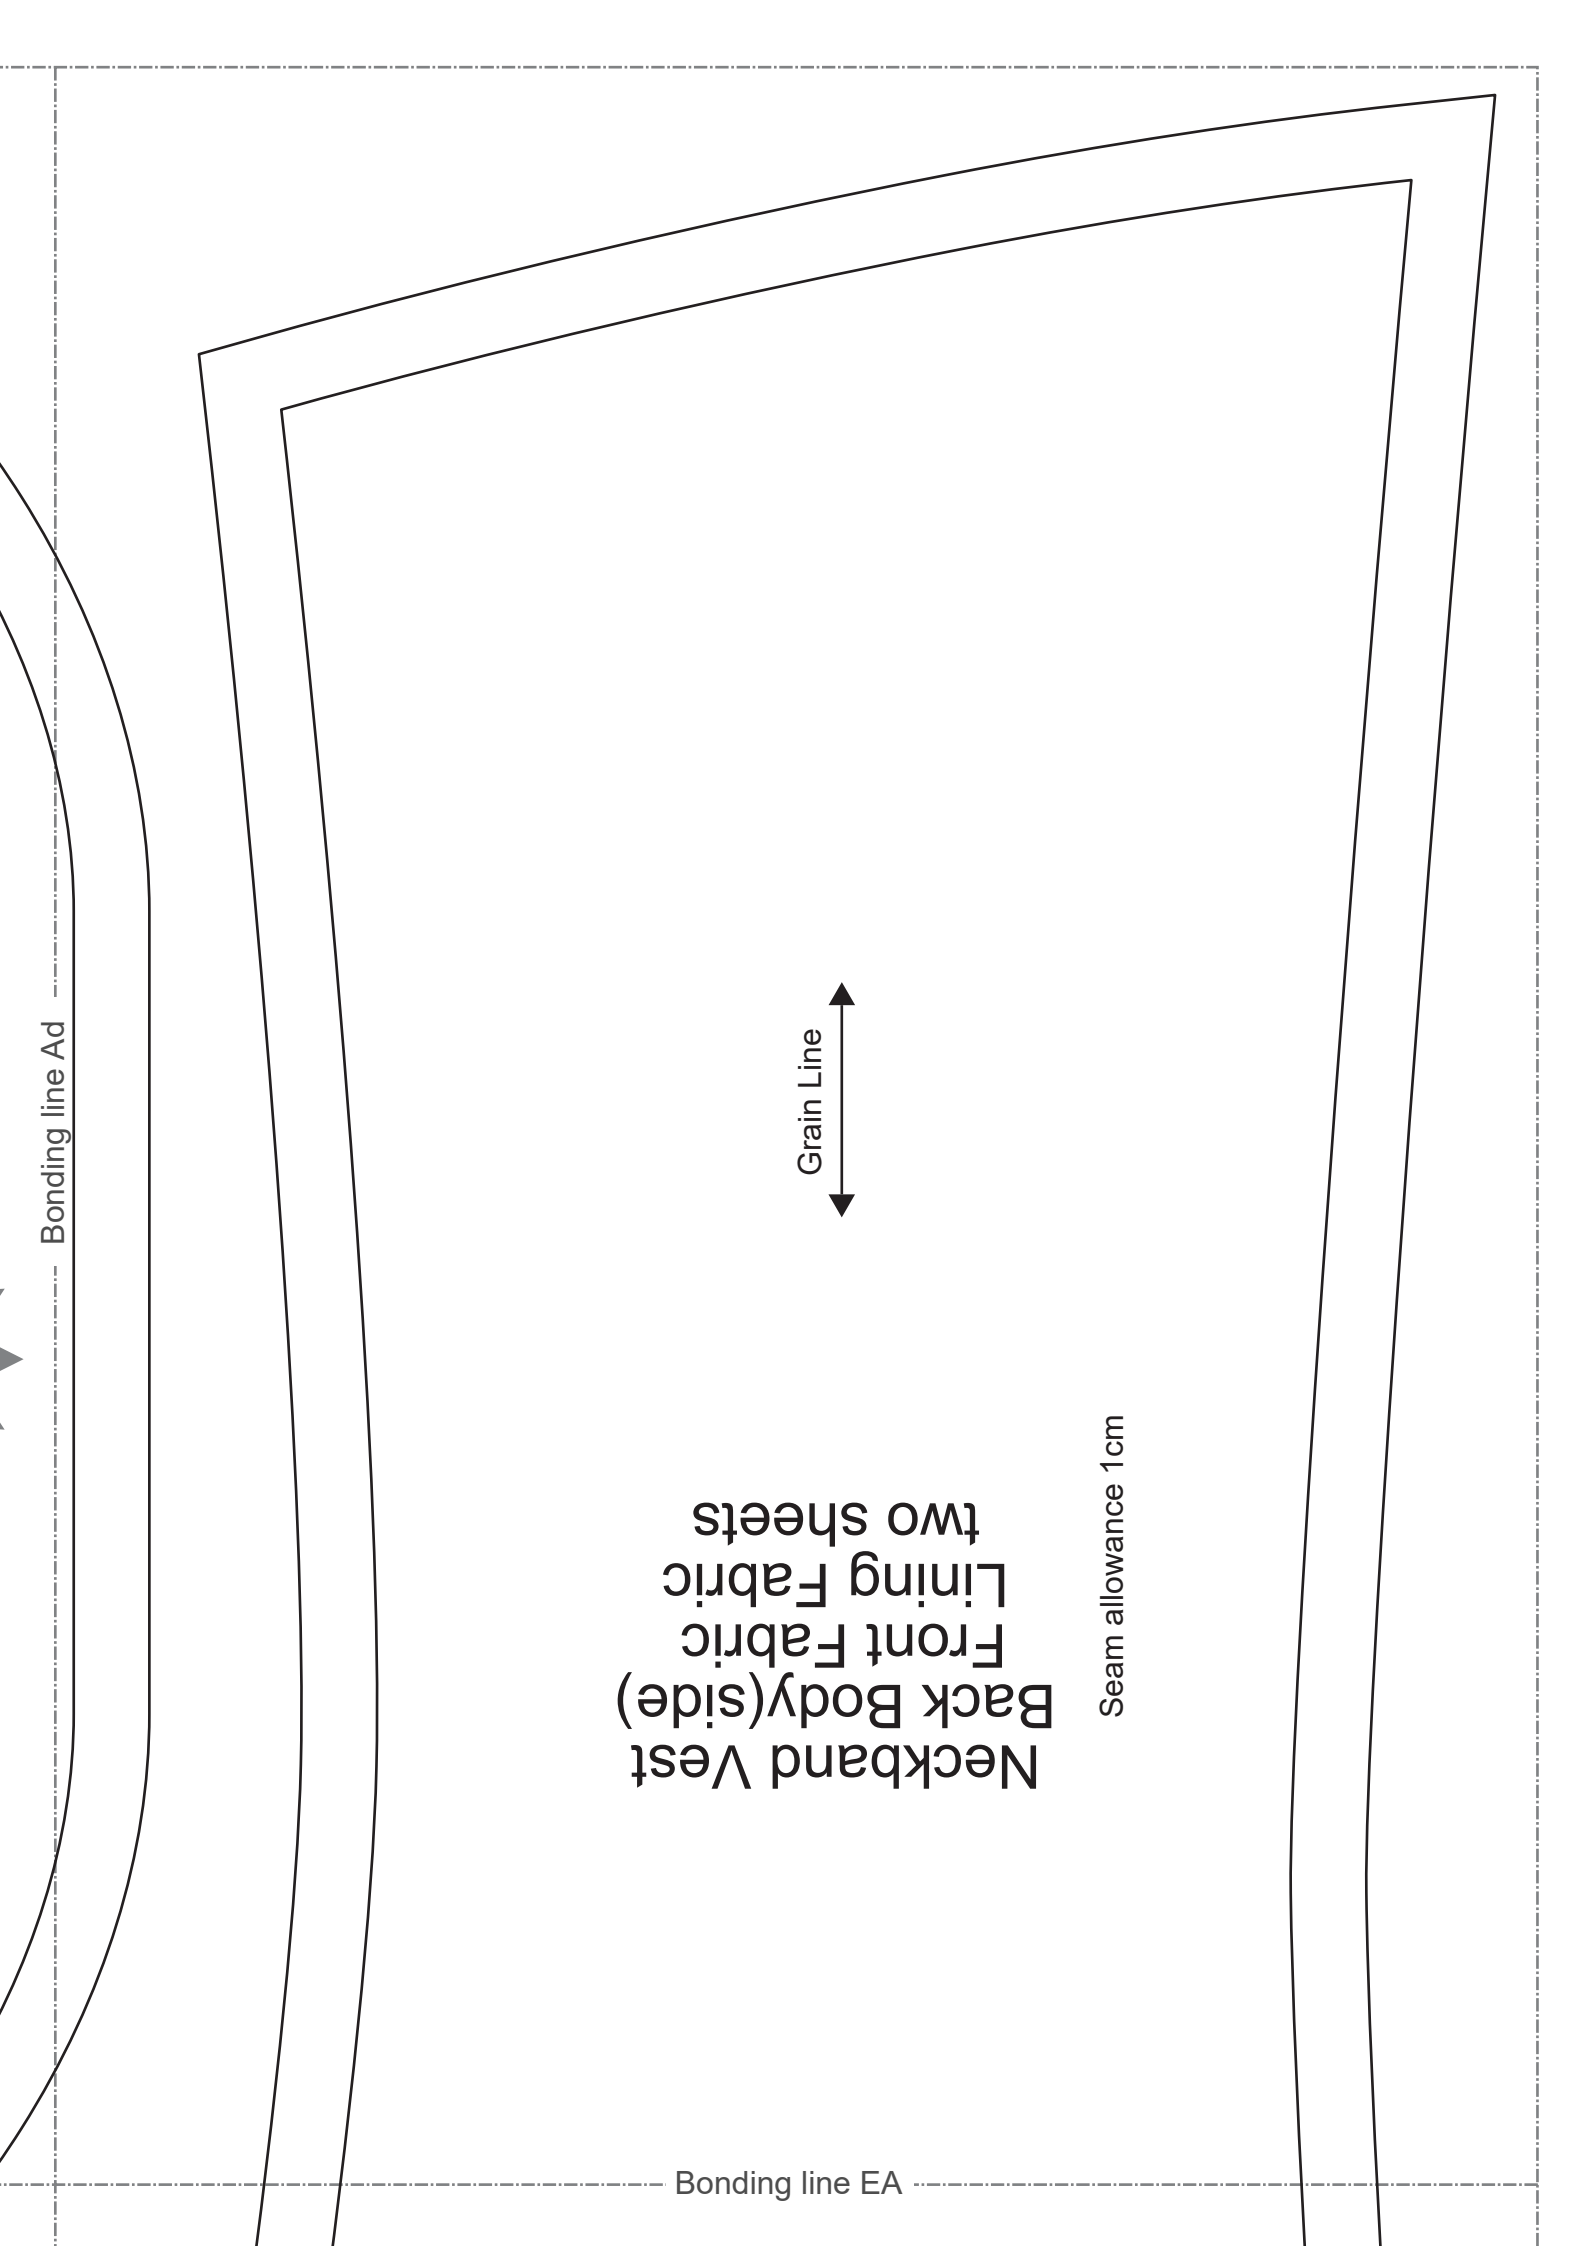 Bonding line Ad
Grain Line
Seam allowance 1cm
Neckband Vest
Back Body(side)
Front Fabric
Lining Fabric
two sheets
Bonding line EA